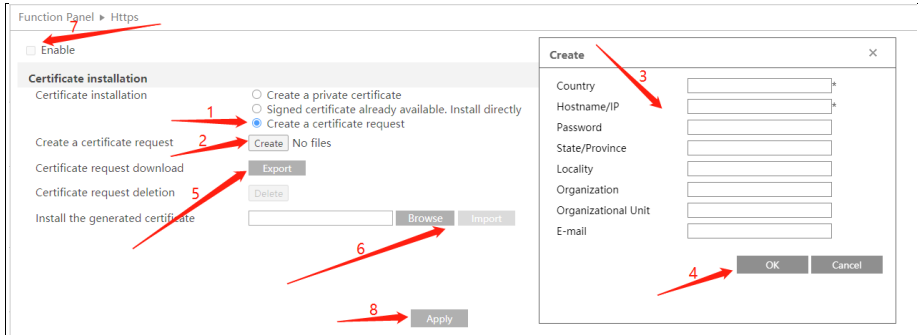 Function Panel ▸ Https
7
Enable
Certificate installation
Certificate installation
Create a private certificate
Signed certificate already available. Install directly
1
Create a certificate request
Create a certificate request
2
Create
No files
Certificate request download
Export
Certificate request deletion
5
Delete
Install the generated certificate
Browse
Import
6
8
Apply
Create
×
3
Country
*
Hostname/IP
*
Password
State/Province
Locality
Organization
Organizational Unit
E-mail
4
OK
Cancel